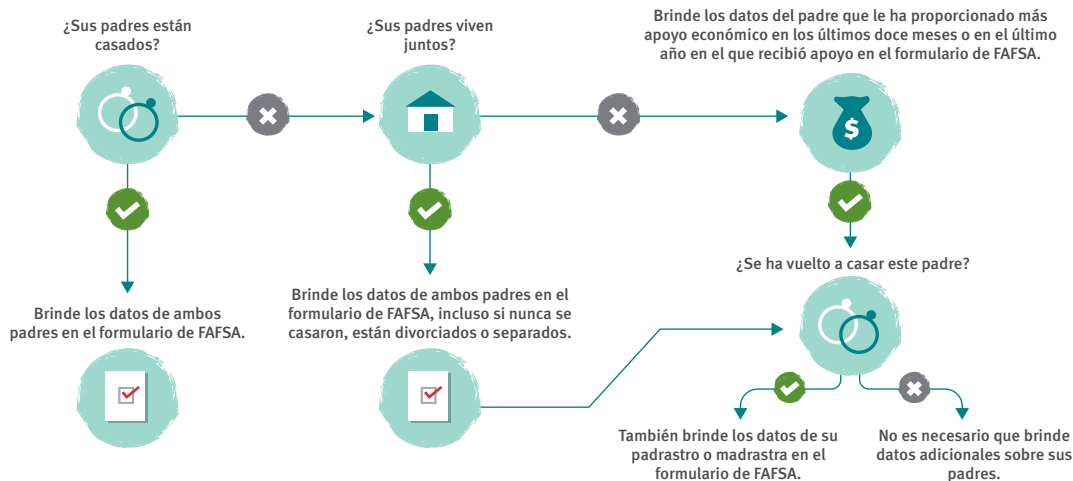 ¿Sus padres están
casados?
¿Sus padres viven
juntos?
Brinde los datos del padre que le ha proporcionado más
apoyo económico en los últimos doce meses o en el último
año en el que recibió apoyo en el formulario de FAFSA.
$
Brinde los datos de ambos
padres en el formulario de FAFSA.
Brinde los datos de ambos padres en el
formulario de FAFSA, incluso si nunca se
casaron, están divorciados o separados.
¿Se ha vuelto a casar este padre?
También brinde los datos de su
padrastro o madrastra en el
formulario de FAFSA.
No es necesario que brinde
datos adicionales sobre sus
padres.